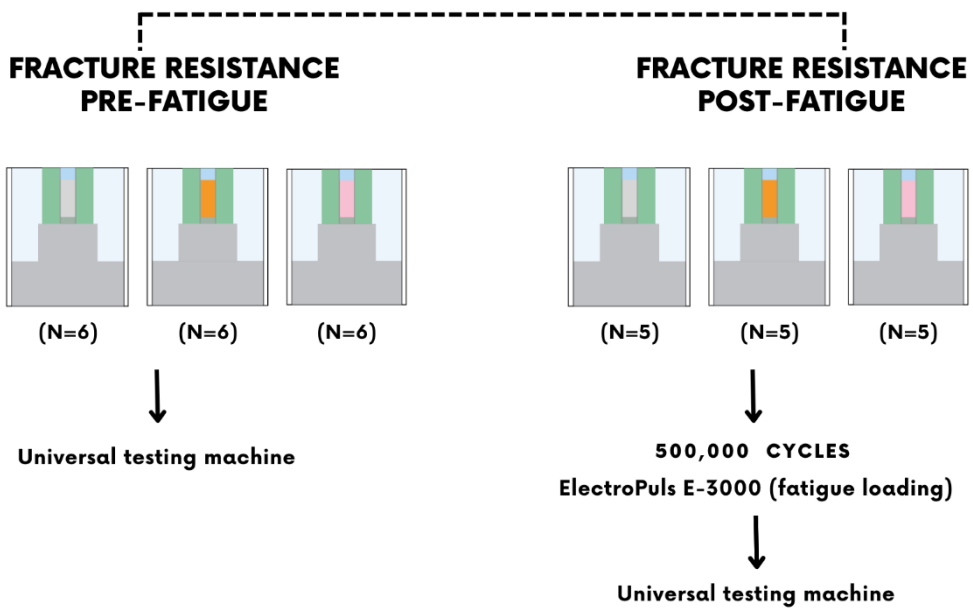 FRACTURE RESISTANCE
PRE-FATIGUE
(N=6)
(N=6)
(N=6)
Universal testing machine
FRACTURE RESISTANCE
POST-FATIGUE
(N=5)
(N=5)
(N=5)
500,000 CYCLES
ElectroPuls E-3000 (fatigue loading)
Universal testing machine